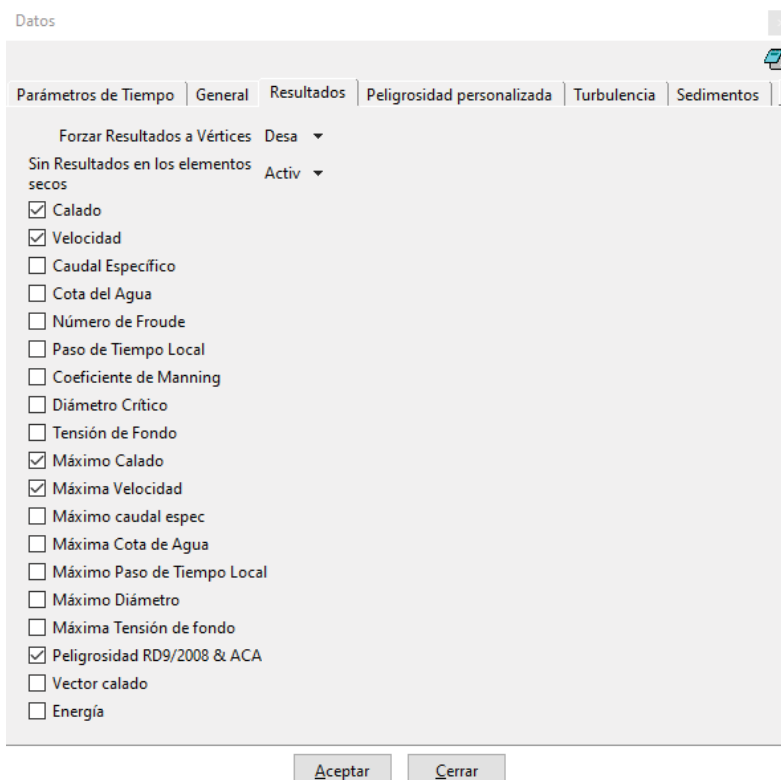 Datos
Parámetros de Tiempo General Resultados Peligrosidad personalizada Turbulencia Sedimentos
Forzar Resultados a Vértices Desa
Sin Resultados en los elementos
secos Activ
Calado
Velocidad
Caudal Específico
Cota del Agua
Número de Froude
Paso de Tiempo Local
Coeficiente de Manning
Diámetro Crítico
Tensión de Fondo
Máximo Calado
Máxima Velocidad
Máximo caudal espec
Máxima Cota de Agua
Máximo Paso de Tiempo Local
Máximo Diámetro
Máxima Tensión de fondo
Peligrosidad RD9/2008 & ACA
Vector calado
Energía
Aceptar Cerrar